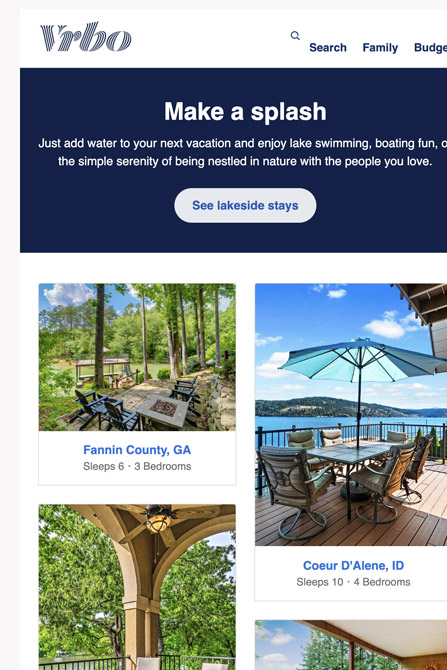 Vrbo
Search Family
Make a splash
Just add water to your next vacation and enjoy lake swimming, boating fun,
the simple serenity of being nestled in nature with the people you love.
See lakeside stays
Fannin County, GA
Sleeps 6 · 3 Bedrooms
Coeur D'Alene, ID
Sleeps 10 · 4 Bedrooms